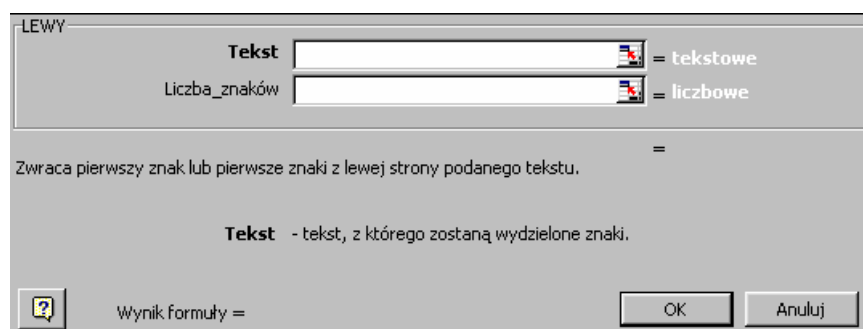 LEWY
Tekst = tekstowe
Liczba_znaków = liczbowe
=
Zwraca pierwszy znak lub pierwsze znaki z lewej strony podanego tekstu.
Tekst - tekst, z którego zostaną wydzielone znaki.
? Wynik formuły = OK Anuluj